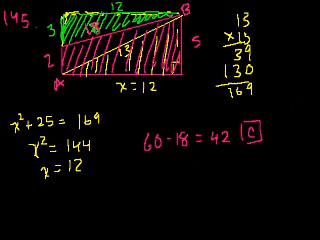 145.
12
B
3
2
13
5
A
x = 12
13
x 13
39
130
169
x² + 25 = 169
x² = 144
x = 12
60 - 18 = 42 C